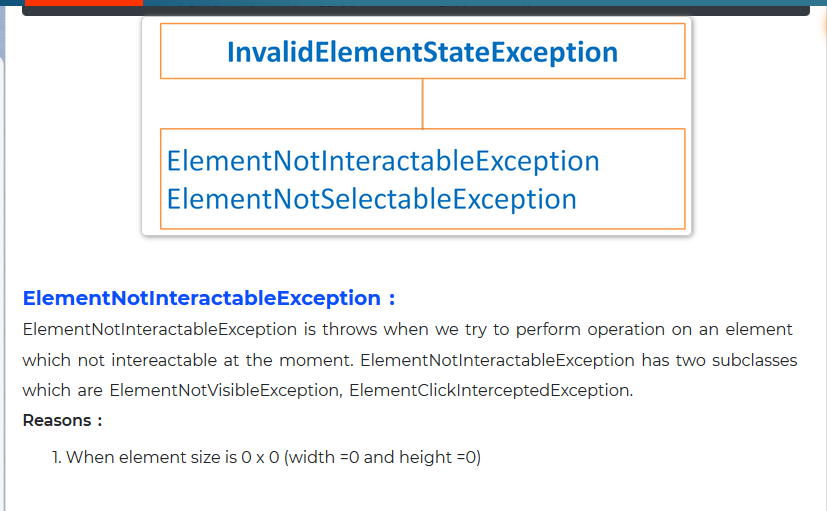 InvalidElementStateException
ElementNotInteractableException
ElementNotSelectableException
ElementNotInteractableException :
ElementNotInteractableException is throws when we try to perform operation on an element
which not intereactable at the moment. ElementNotInteractableException has two subclasses
which are ElementNotVisibleException, ElementClickInterceptedException.
Reasons :
1. When element size is 0 x 0 (width =0 and height =0)